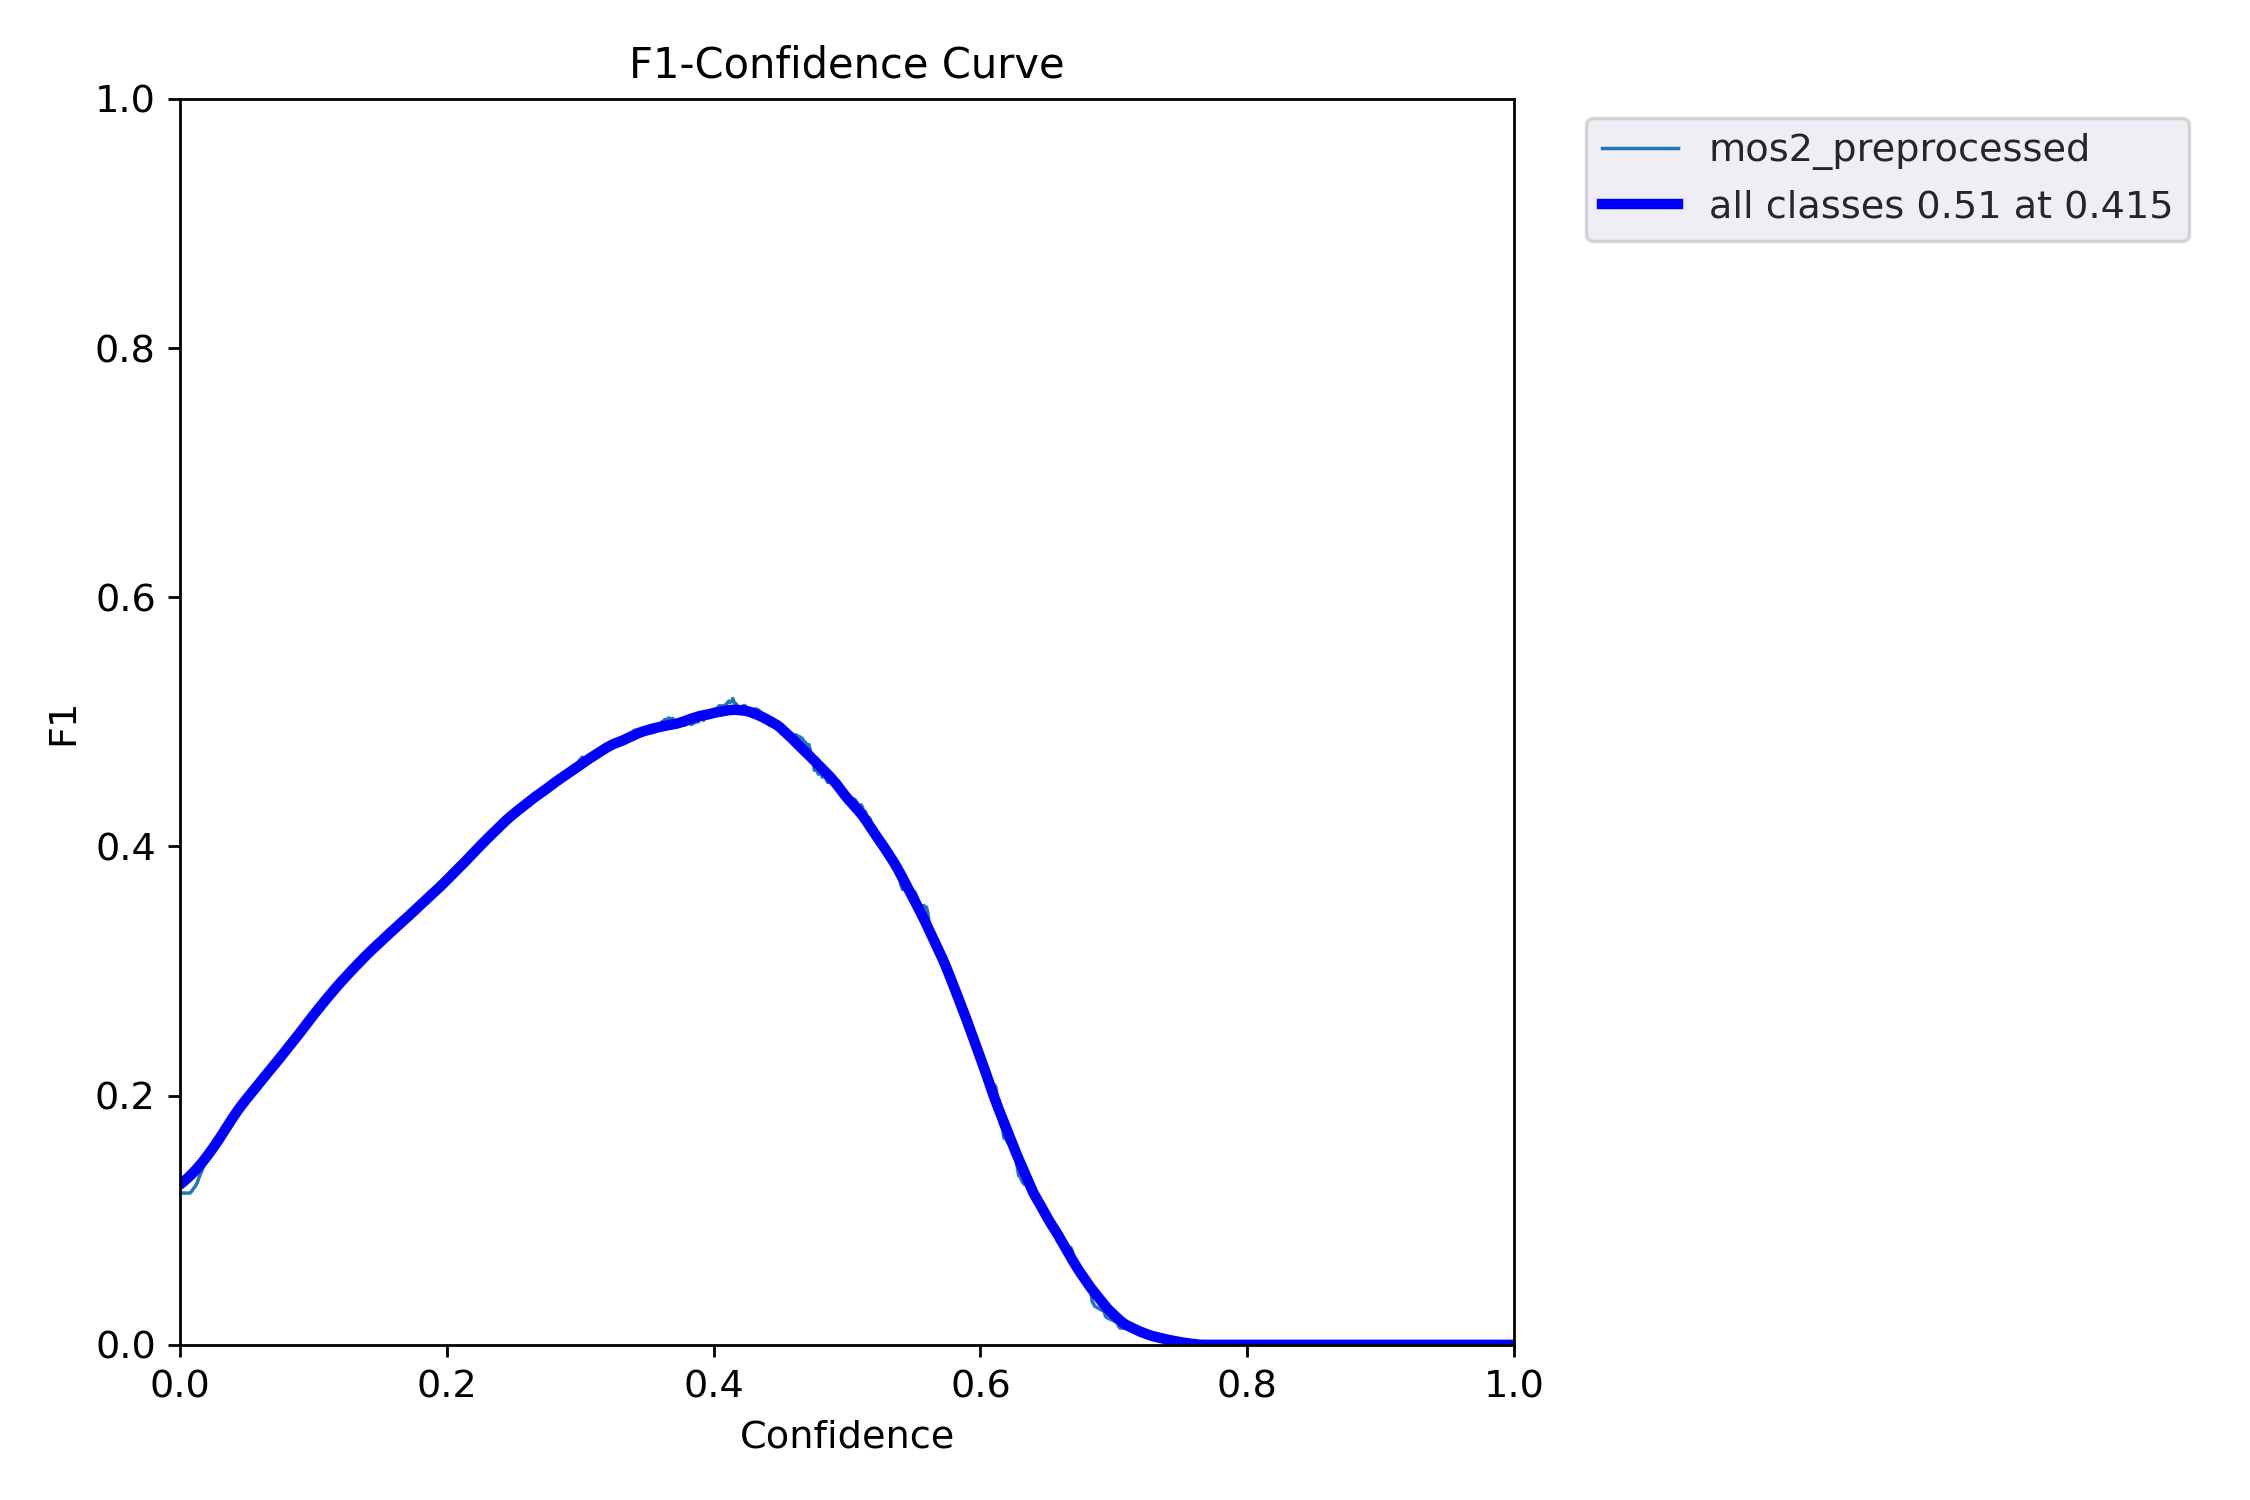 F1-Confidence Curve
1.0
0.8
0.6
0.4
0.2
0.0
F1
0.0 0.2 0.4 0.6 0.8 1.0
Confidence
mos2_preprocessed
all classes 0.51 at 0.415